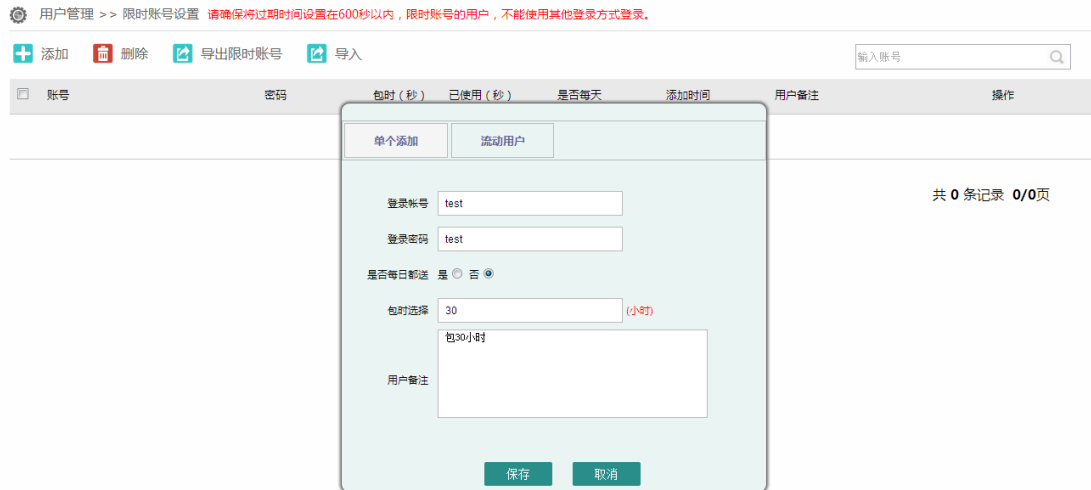 用户管理 >> 限时账号设置 请确保将过期时间设置在600秒以内，限时账号的用户，不能使用其他登录方式登录。
添加 删除 导出限时账号 导入 输入账号
账号 密码 包时（秒） 已使用（秒） 是否每天 添加时间 用户备注 操作
单个添加 流动用户
共 0 条记录 0/0页
登录帐号 test
登录密码 test
是否每日都送 是 否
包时选择 30 (小时)
用户备注 包30小时
保存 取消